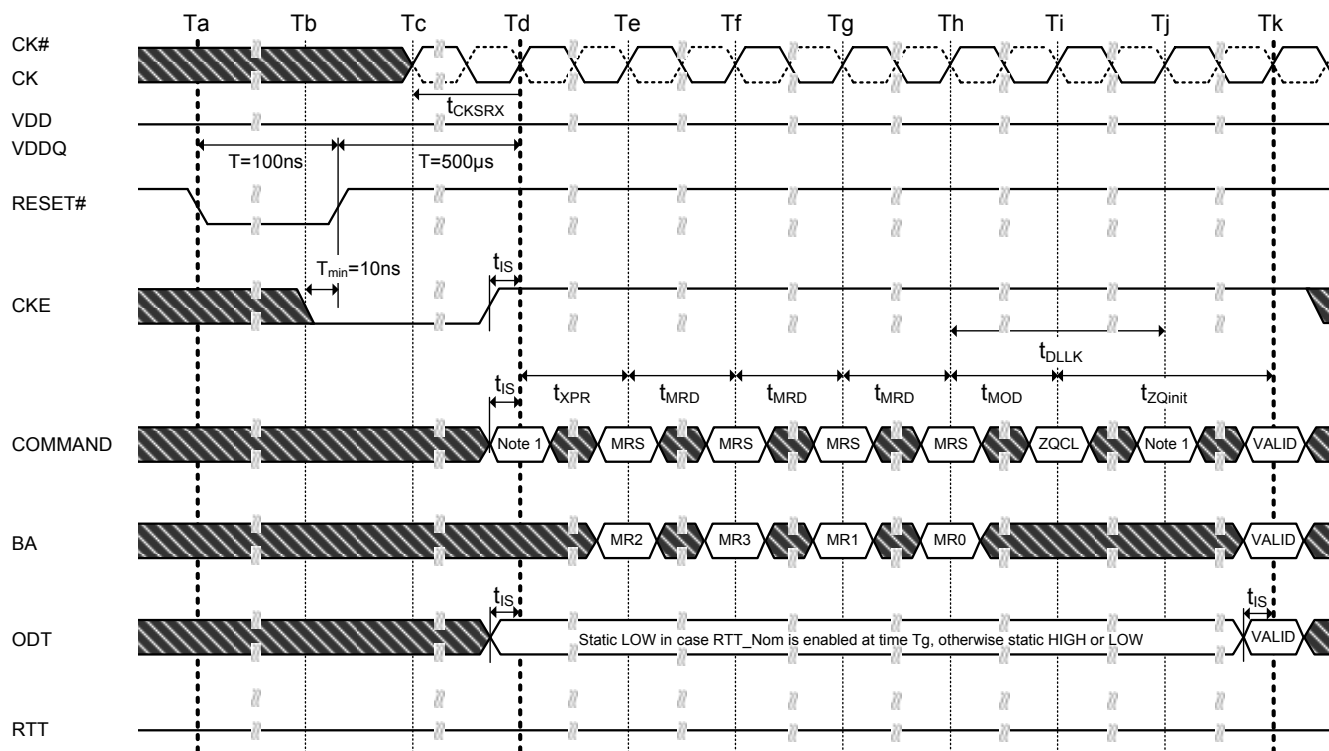 Ta Tb Tc Td Te Tf Tg Th Ti Tj Tk
CK#
CK
tCKSRX
VDD
VDDQ
T=100ns T=500µs
RESET#
Tmin=10ns tIS
CKE
tDLLK
tIS tXPR tMRD tMRD tMRD tMOD tZQinit
COMMAND Note 1 MRS MRS MRS MRS ZQCL Note 1 VALID
BA MR2 MR3 MR1 MR0 VALID
tIS tIS
ODT Static LOW in case RTT_Nom is enabled at time Tg, otherwise static HIGH or LOW VALID
RTT